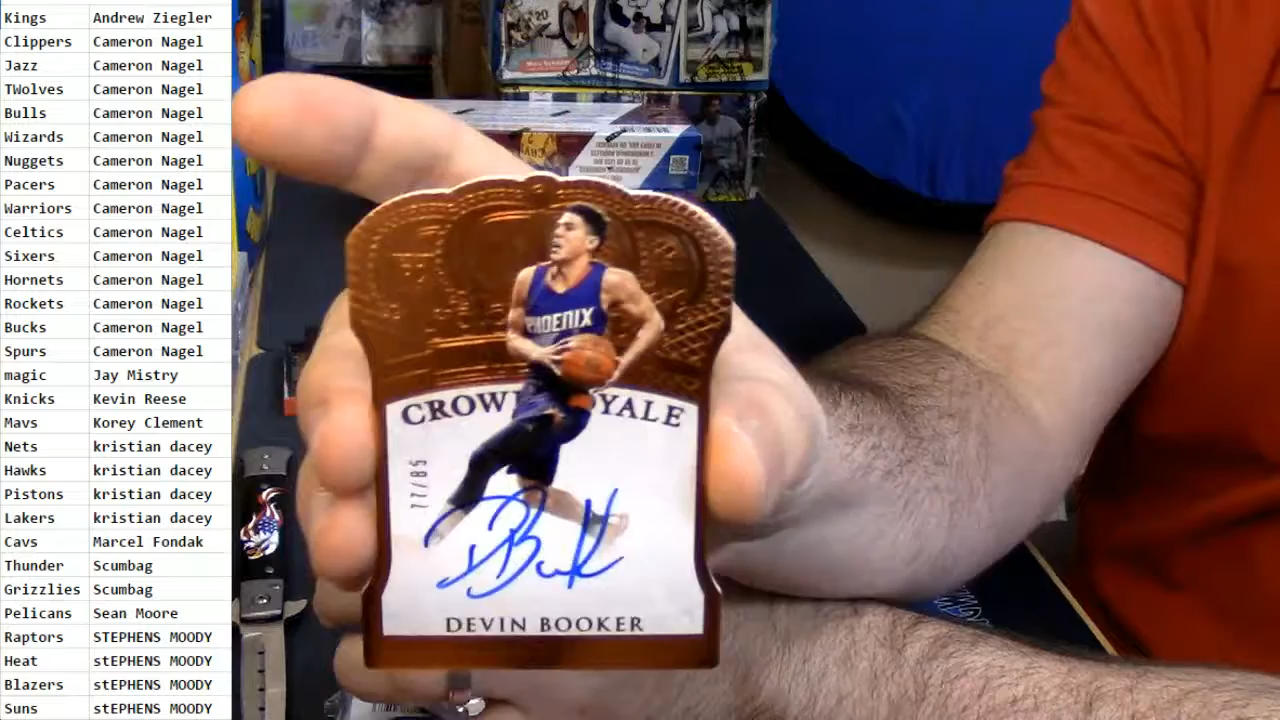 Kings Andrew Ziegler
Clippers Cameron Nagel
Jazz Cameron Nagel
TWolves Cameron Nagel
Bulls Cameron Nagel
Wizards Cameron Nagel
Nuggets Cameron Nagel
Pacers Cameron Nagel
Warriors Cameron Nagel
Celtics Cameron Nagel
Sixers Cameron Nagel
Hornets Cameron Nagel
Rockets Cameron Nagel
Bucks Cameron Nagel
Spurs Cameron Nagel
magic Jay Mistry
Knicks Kevin Reese
Mavs Korey Clement
Nets kristian dacey
Hawks kristian dacey
Pistons kristian dacey
Lakers kristian dacey
Cavs Marcel Fondak
Thunder Scumbag
Grizzlies Scumbag
Pelicans Sean Moore
Raptors STEPHENS MOODY
Heat stEPHENS MOODY
Blazers stEPHENS MOODY
Suns stEPHENS MOODY
PHOENIX
CROWN ROYALE
77/85
DBook
DEVIN BOOKER